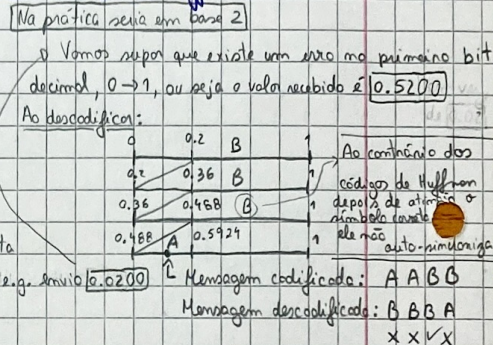 Na prática seria em base 2
Vamos supor que existe um erro no primeiro bit
decimal, 0→1, ou seja o valor recebido é 0.5200
Ao descodificar:
0 0.2 B 1
0.2 0.36 B 1
0.36 0.488 B 1
0.488 A 0.5924 1
Ao contrário dos
códigos de Huffman
depois de atingido o
símbolo
ele não
auto-sincroniza
e.g. envio 0.0200
Mensagem codificada: A A B B
Mensagem descodificada: B B B A
x x ✓ x